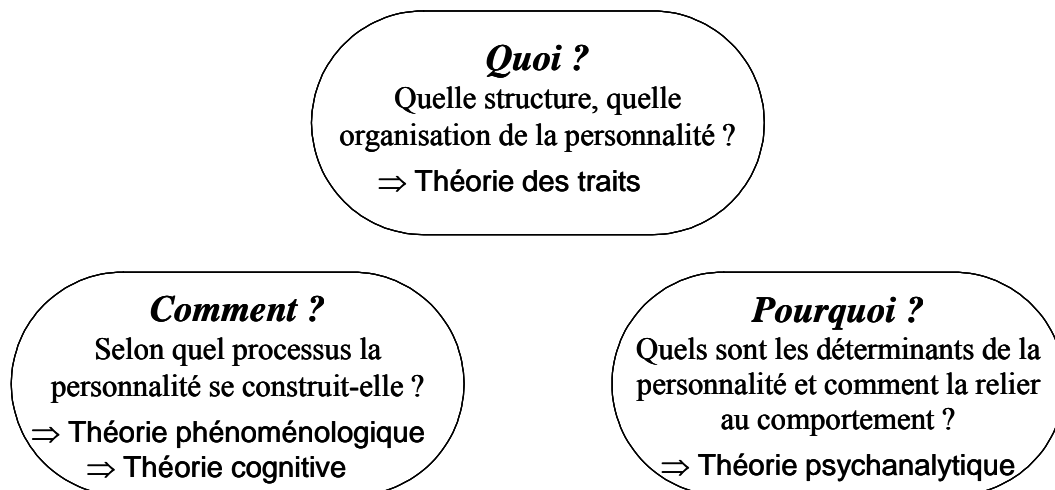 Quoi ?
Quelle structure, quelle
organisation de la personnalité ?
⇒ Théorie des traits
Comment ?
Selon quel processus la
personnalité se construit-elle ?
⇒ Théorie phénoménologique
⇒ Théorie cognitive
Pourquoi ?
Quels sont les déterminants de la
personnalité et comment la relier
au comportement ?
⇒ Théorie psychanalytique